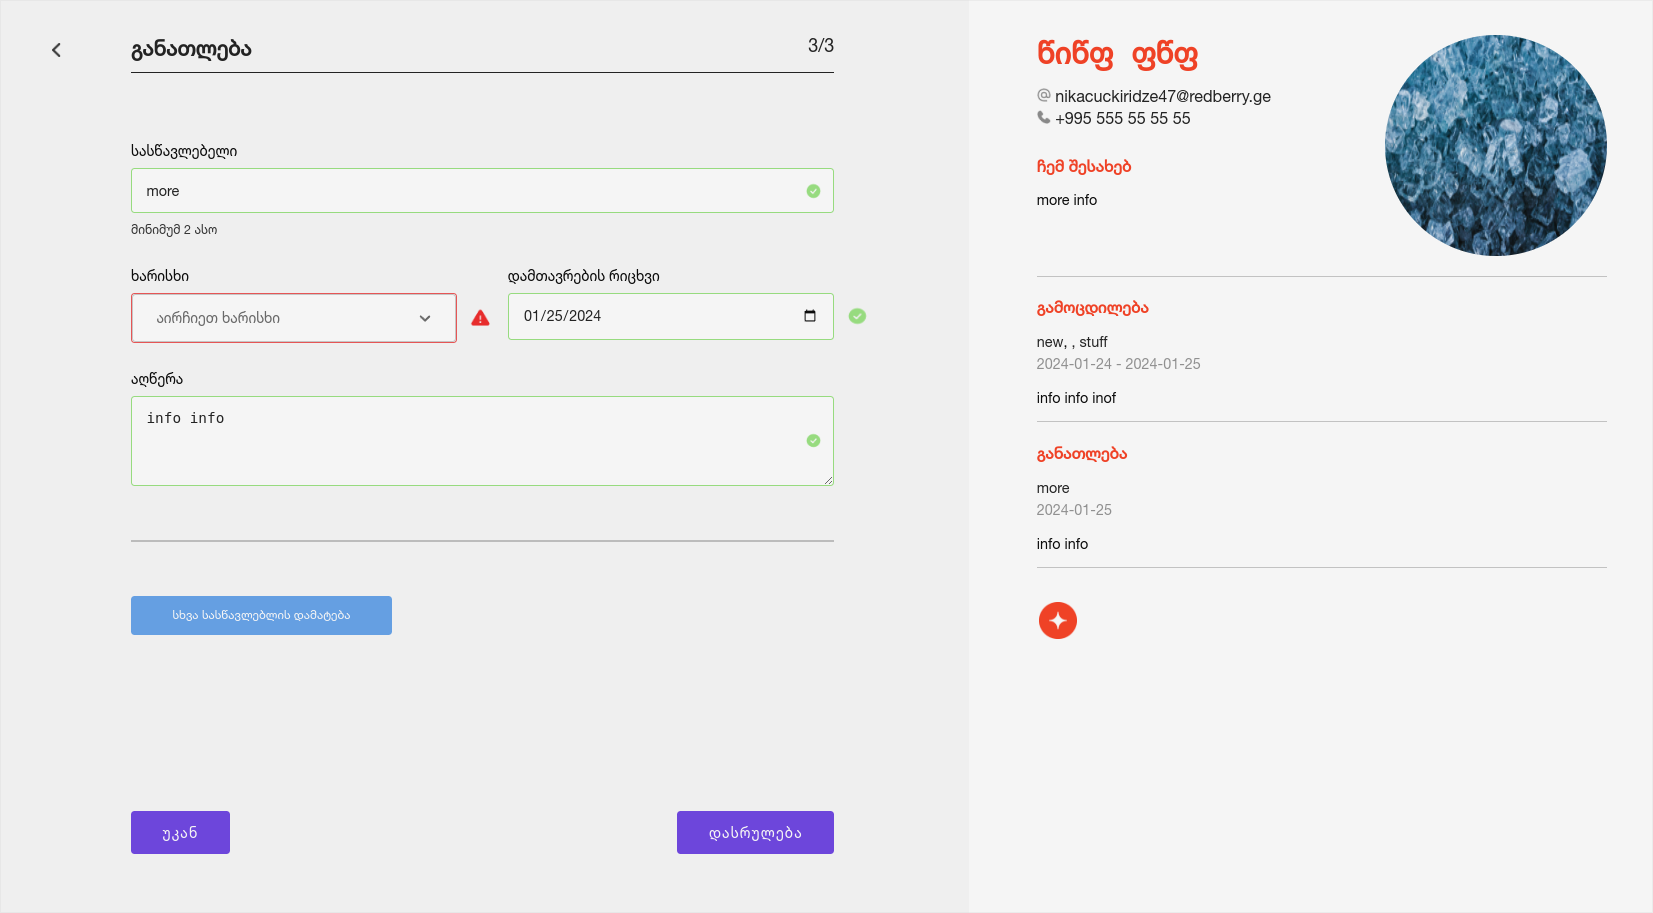 განათლება
3/3
სასწავლებელი
more
მინიმუმ 2 ასო
ხარისხი
დამთავრების რიცხვი
აირჩიეთ ხარისხი
01/25/2024
აღწერა
info info
სხვა სასწავლებლის დამატება
უკან
დასრულება
წიწფ ფწფ
nikacuckiridze47@redberry.ge
+995 555 55 55 55
ჩემ შესახებ
more info
გამოცდილება
new, , stuff
2024-01-24 - 2024-01-25
info info inof
განათლება
more
2024-01-25
info info